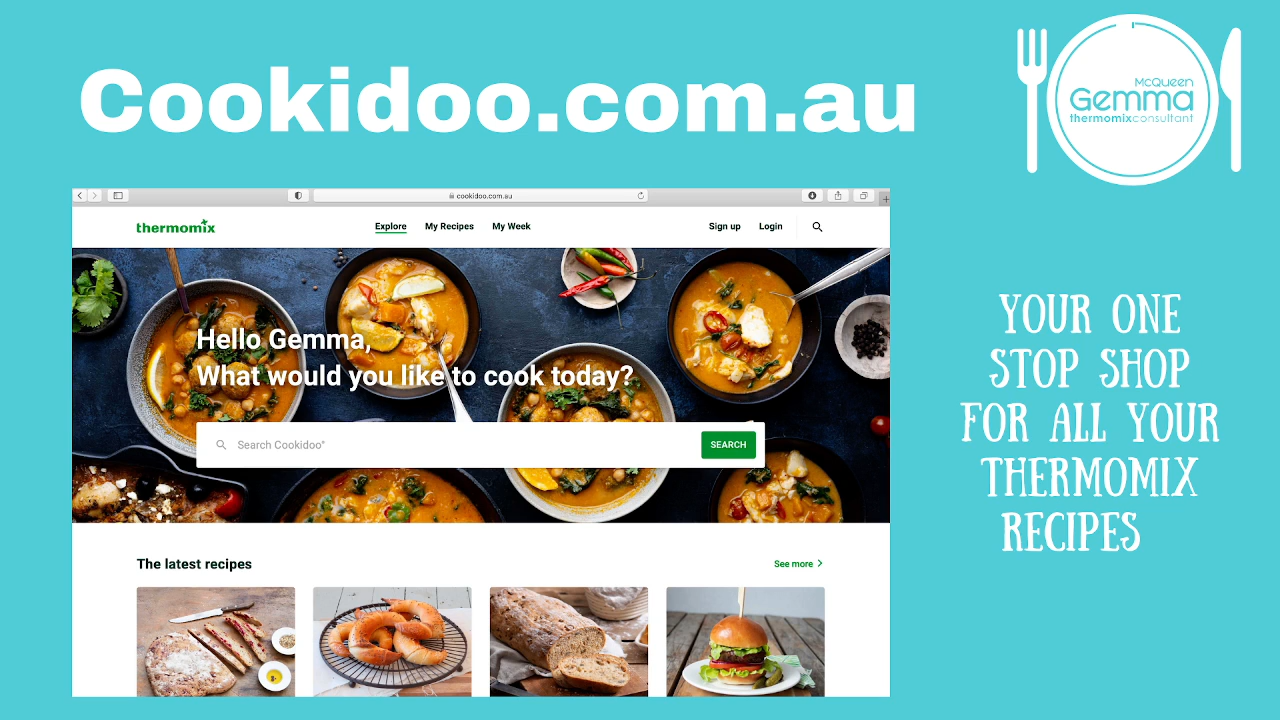 Cookidoo.com.au
McQueen
Gemma
thermomixconsultant
cookidoo.com.au
thermomix
Explore My Recipes My Week Sign up Login
Hello Gemma,
What would you like to cook today?
Search Cookidoo® SEARCH
The latest recipes See more
YOUR ONE
STOP SHOP
FOR ALL YOUR
THERMOMIX
RECIPES